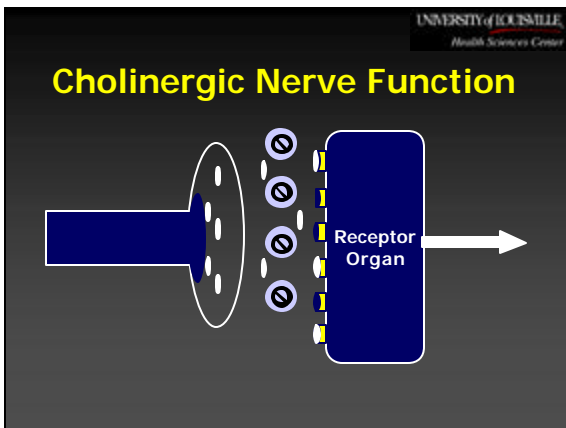 UNIVERSITY of LOUISVILLE
Health Sciences Center
Cholinergic Nerve Function
Receptor
Organ